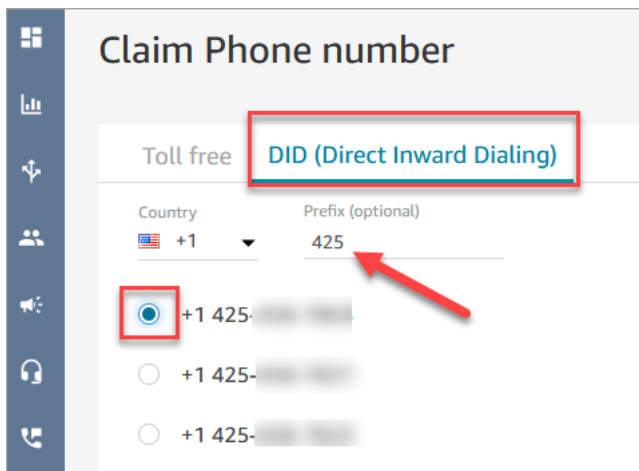 Claim Phone number
Toll free DID (Direct Inward Dialing)
Country Prefix (optional)
+1 425
+1 425-
+1 425-
+1 425-